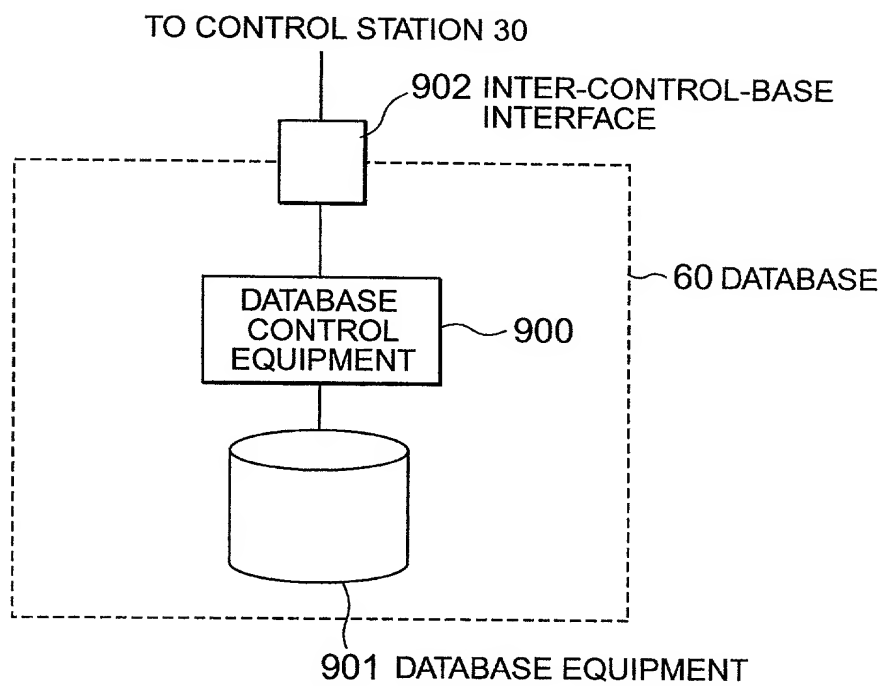 TO CONTROL STATION 30
902 INTER-CONTROL-BASE
INTERFACE
60 DATABASE
DATABASE
CONTROL
EQUIPMENT
900
901 DATABASE EQUIPMENT